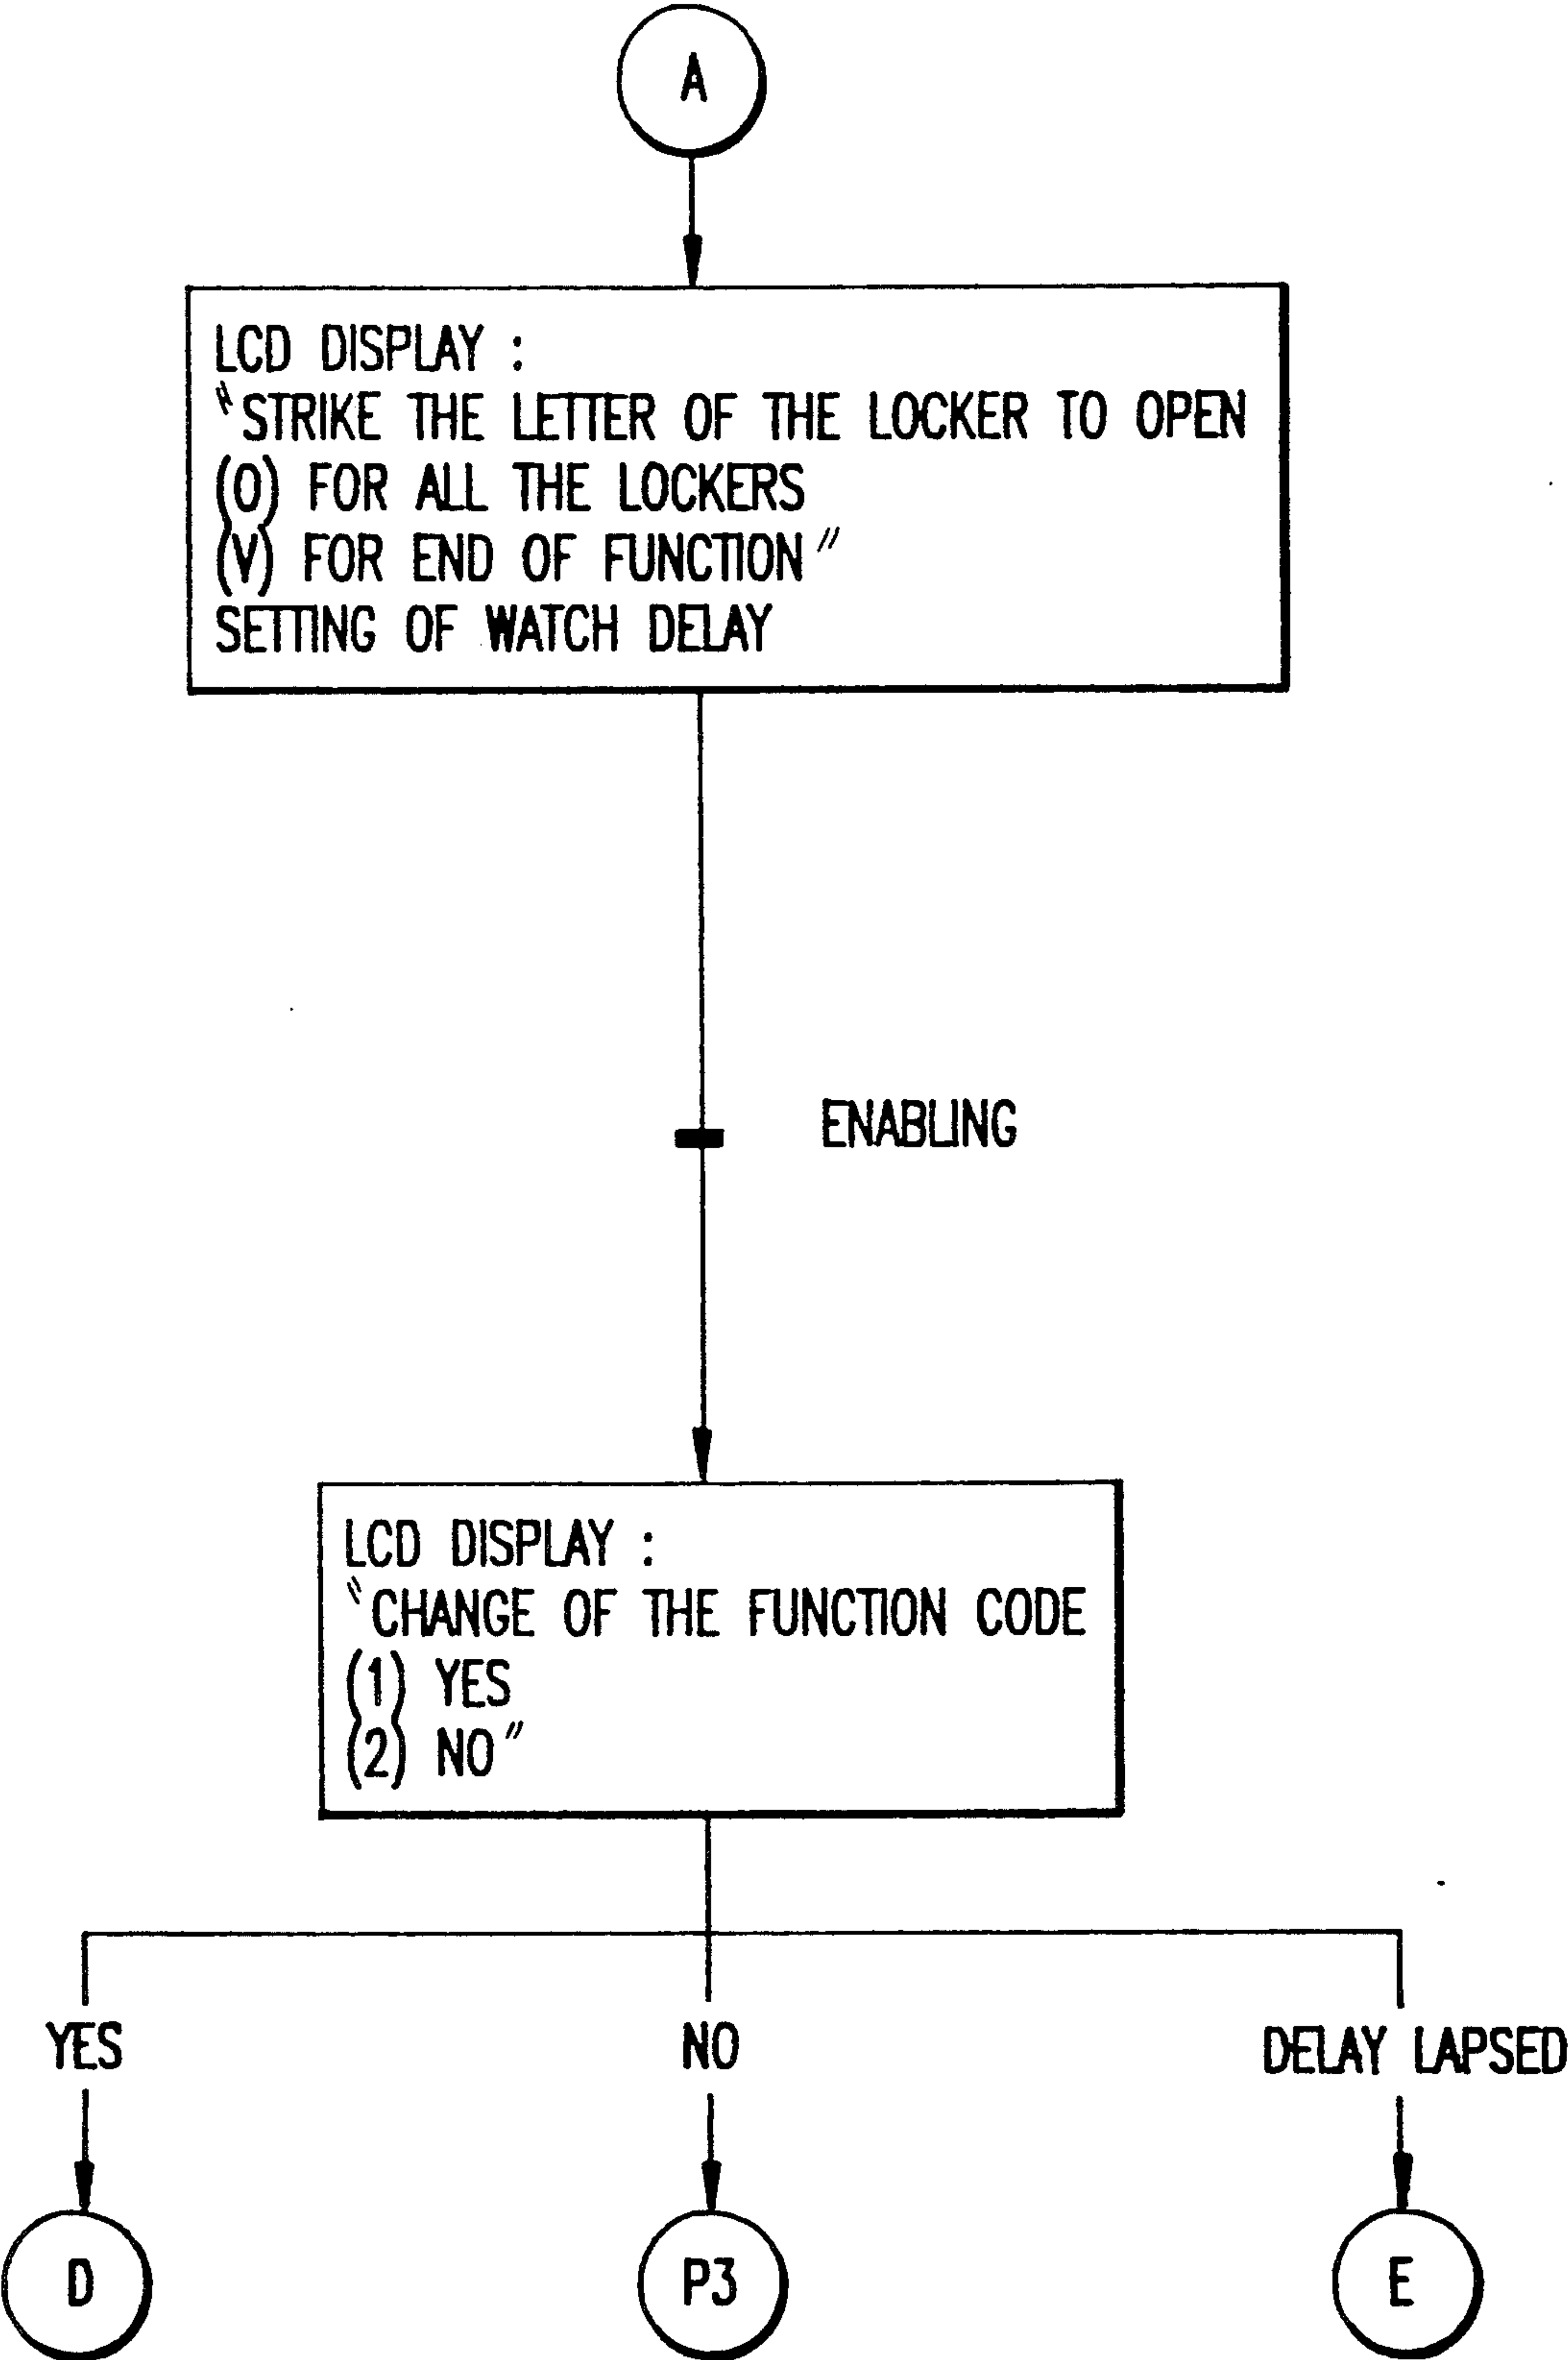 A
LCD DISPLAY :
"STRIKE THE LETTER OF THE LOCKER TO OPEN
(O) FOR ALL THE LOCKERS
(V) FOR END OF FUNCTION"
SETTING OF WATCH DELAY
ENABLING
LCD DISPLAY :
"CHANGE OF THE FUNCTION CODE
(1) YES
(2) NO"
YES
NO
DELAY LAPSED
D
P3
E